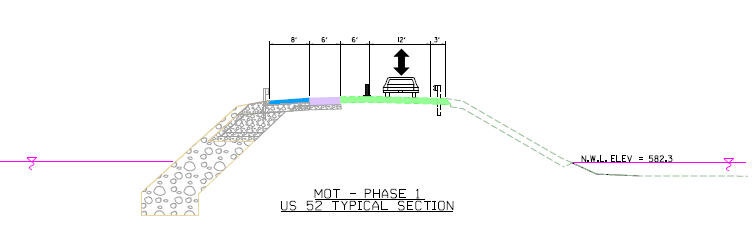 8' 6' 6' 12' 3'
N.W.L. ELEV = 582.3
MOT - PHASE 1
US 52 TYPICAL SECTION